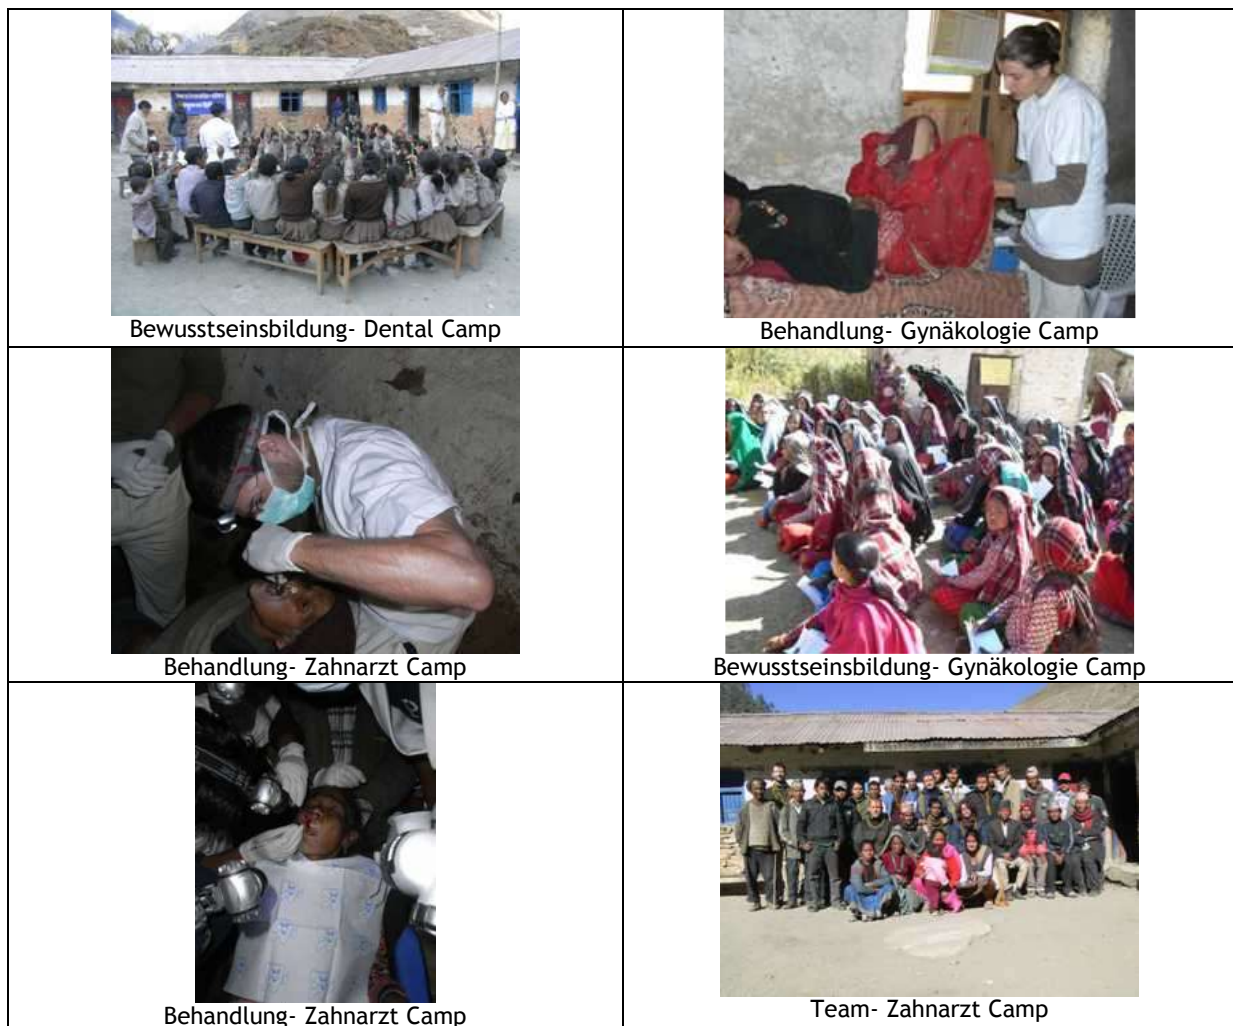 Bewusstseinsbildung- Dental Camp
Behandlung- Gynäkologie Camp
Behandlung- Zahnarzt Camp
Bewusstseinsbildung- Gynäkologie Camp
Behandlung- Zahnarzt Camp
Team- Zahnarzt Camp